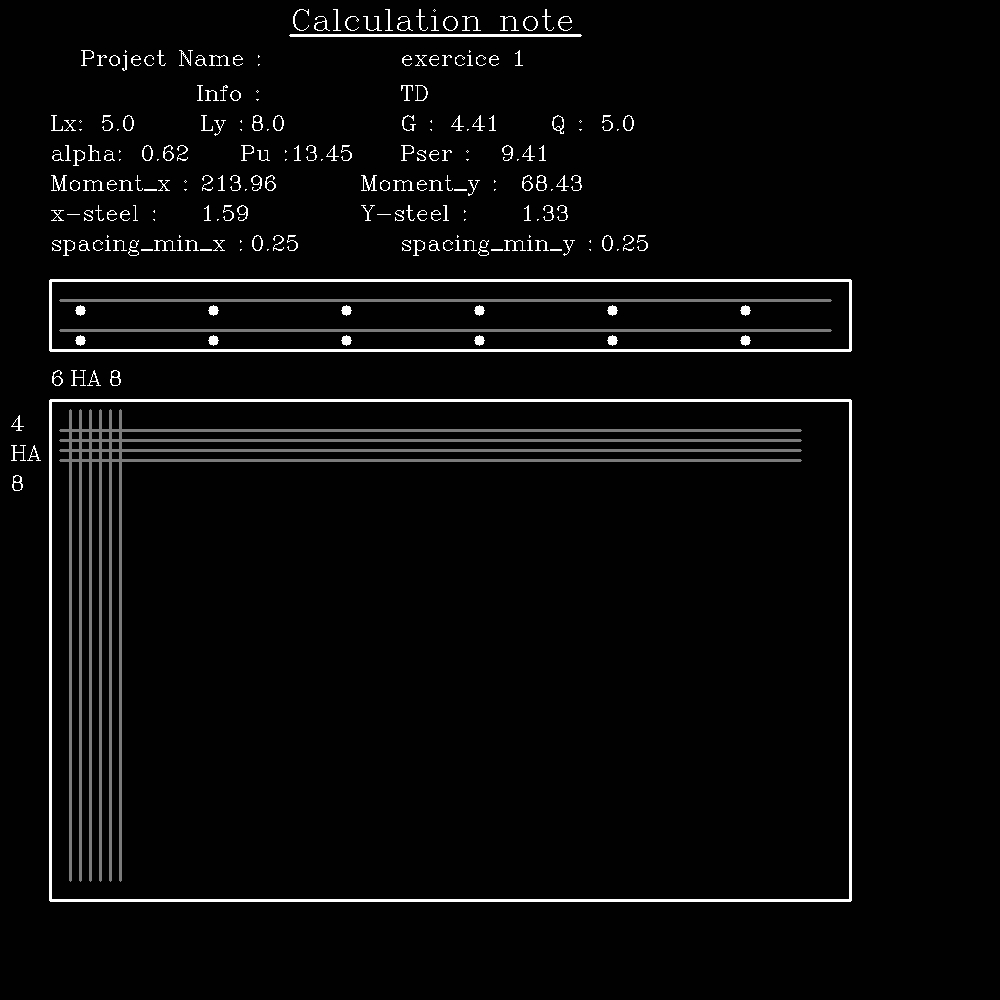 Calculation note
Project Name : exercice 1
Info : TD
Lx: 5.0 Ly :8.0 G : 4.41 Q : 5.0
alpha: 0.62 Pu :13.45 Pser : 9.41
Moment_x : 213.96 Moment_y : 68.43
x-steel : 1.59 Y-steel : 1.33
spacing_min_x :0.25 spacing_min_y :0.25
6 HA 8
4
HA
8